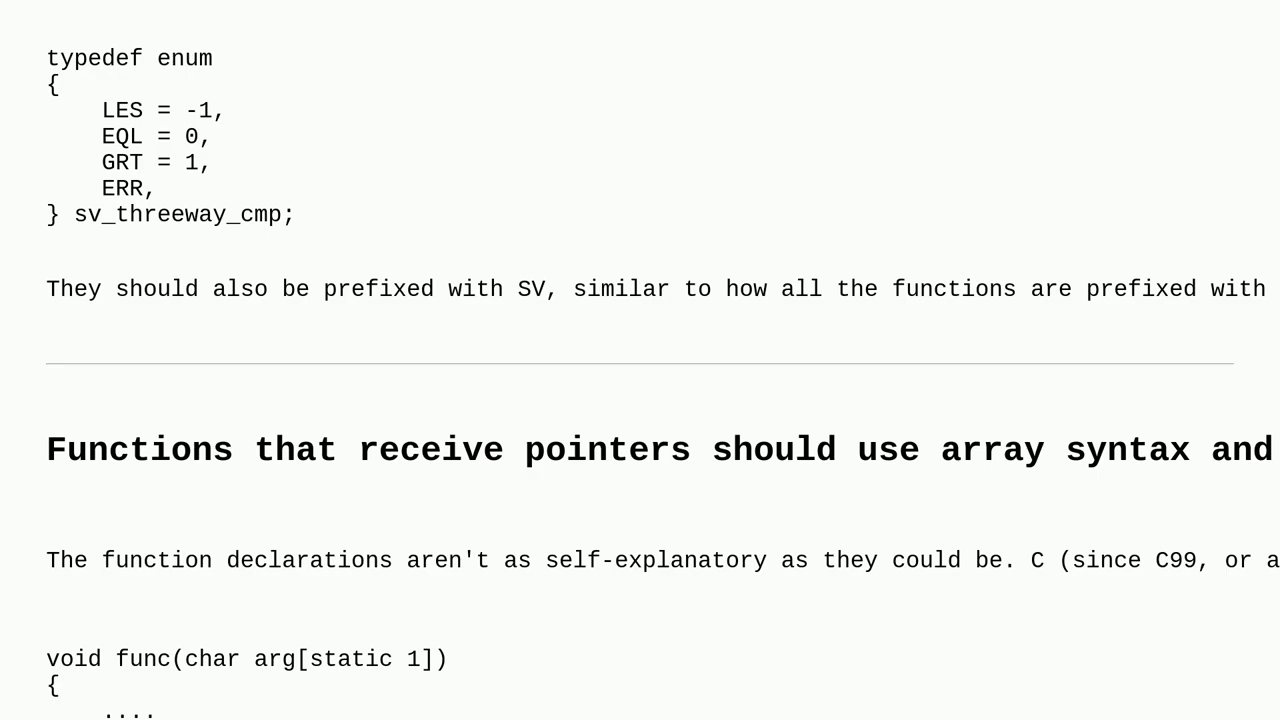 typedef enum
{
    LES = -1,
    EQL = 0,
    GRT = 1,
    ERR,
} sv_threeway_cmp;
They should also be prefixed with SV, similar to how all the functions are prefixed with
Functions that receive pointers should use array syntax and
The function declarations aren't as self-explanatory as they could be. C (since C99, or a
void func(char arg[static 1])
{
    ....